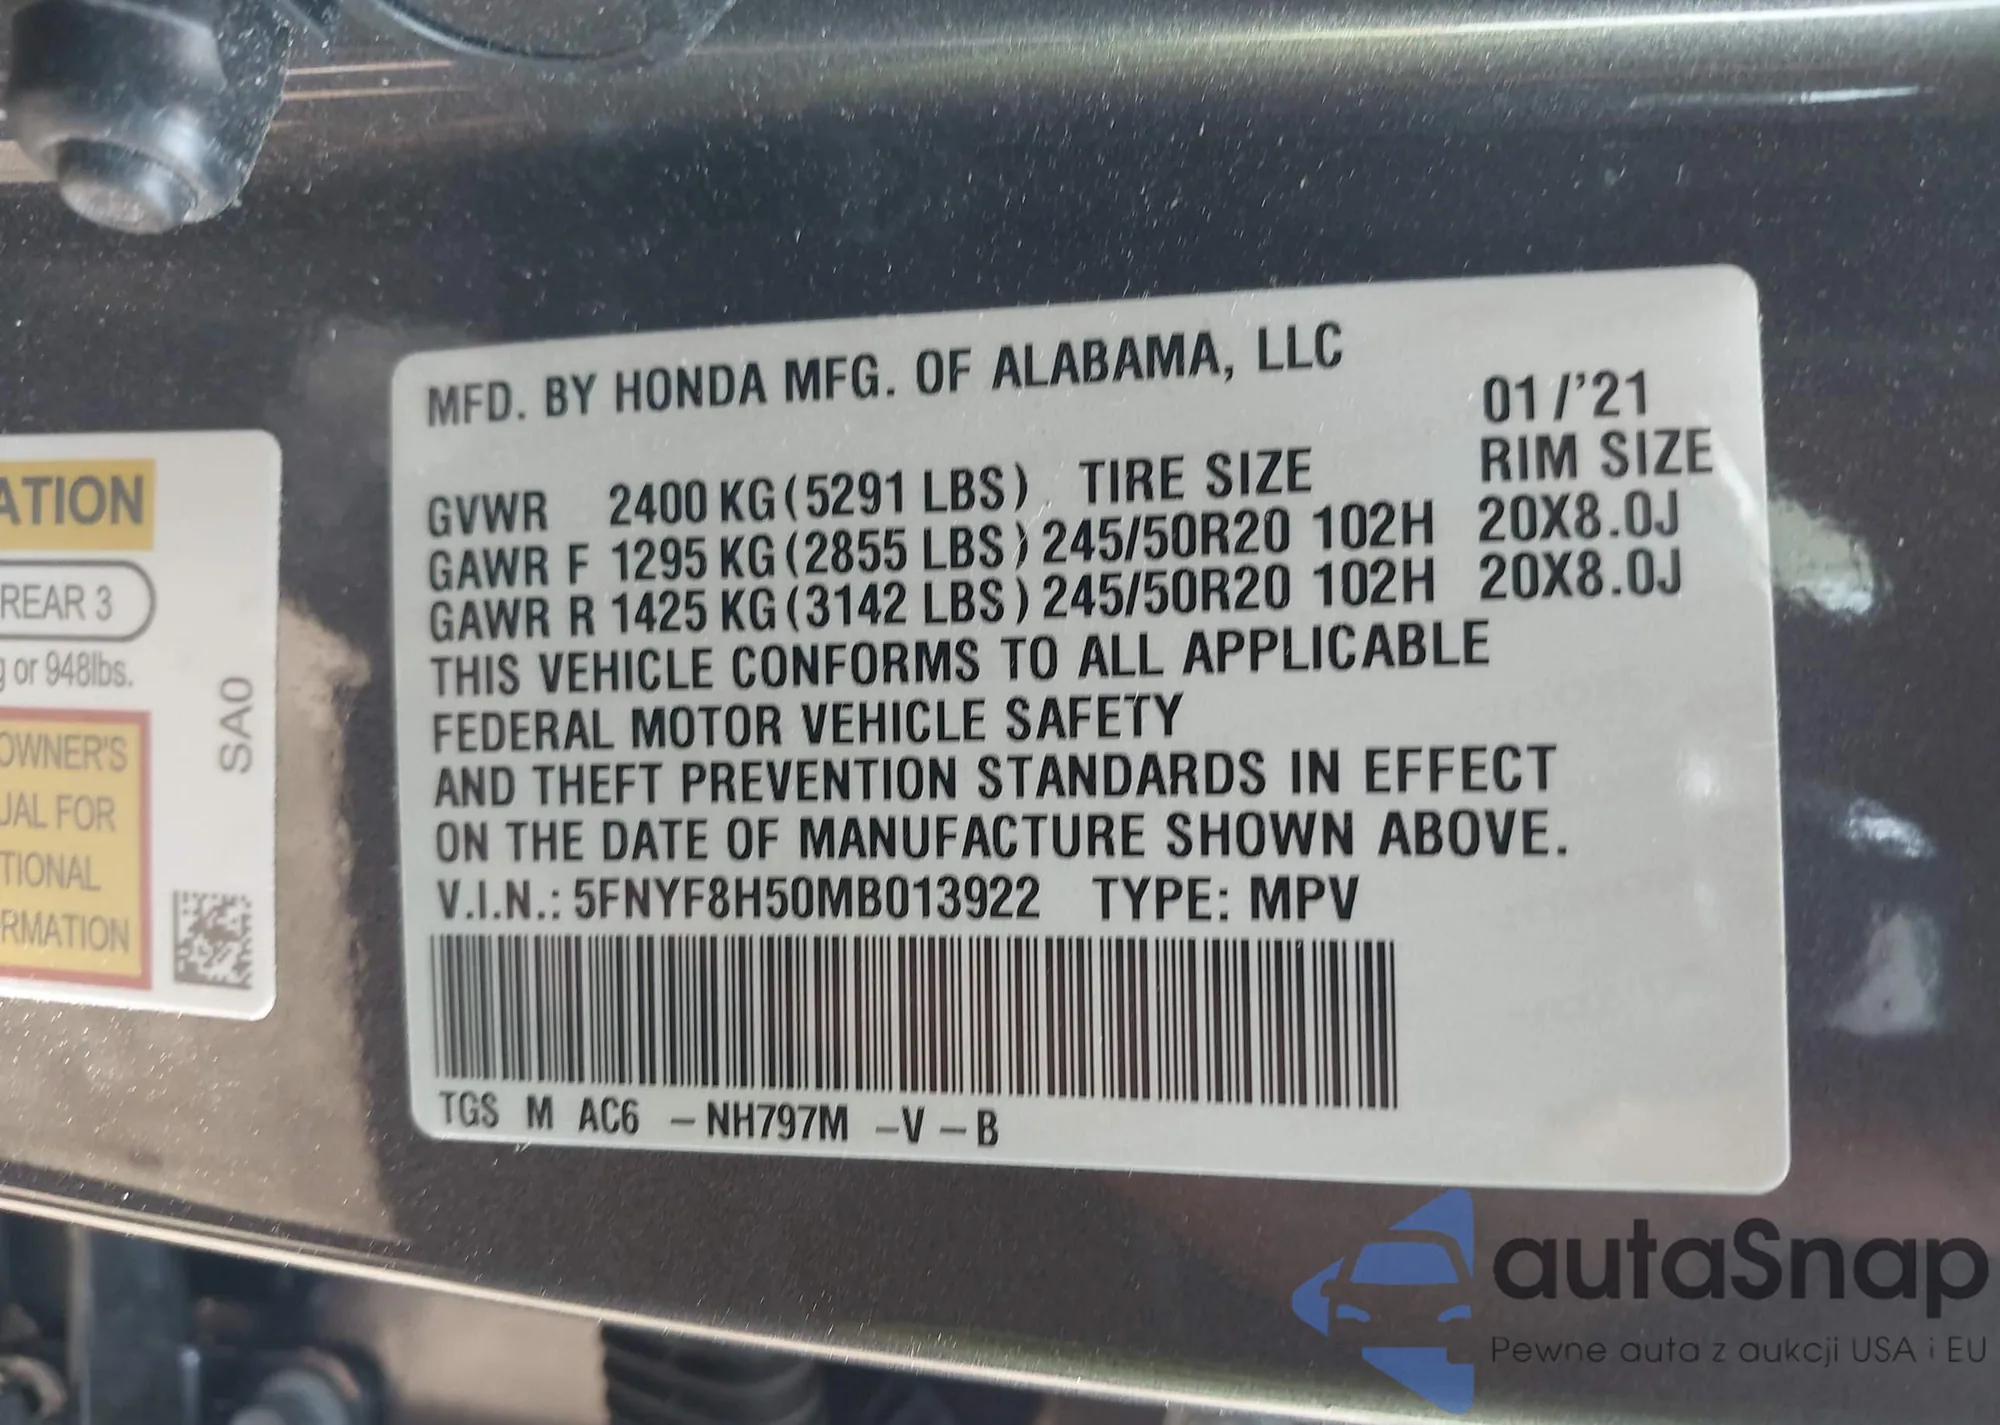 MFD. BY HONDA MFG. OF ALABAMA, LLC 01/'21
GVWR 2400 KG (5291 LBS) TIRE SIZE RIM SIZE
GAWR F 1295 KG (2855 LBS) 245/50R20 102H 20X8.0J
GAWR R 1425 KG (3142 LBS) 245/50R20 102H 20X8.0J
THIS VEHICLE CONFORMS TO ALL APPLICABLE
FEDERAL MOTOR VEHICLE SAFETY
AND THEFT PREVENTION STANDARDS IN EFFECT
ON THE DATE OF MANUFACTURE SHOWN ABOVE.
V.I.N.: 5FNYF8H50MB013922 TYPE: MPV
TGS M AC6 -NH797M -V -B
ATION
REAR 3
g or 948lbs.
OWNER'S
UAL FOR
TIONAL
RMATION
SA0
autaSnap
Pewne auta z aukcji USA i EU